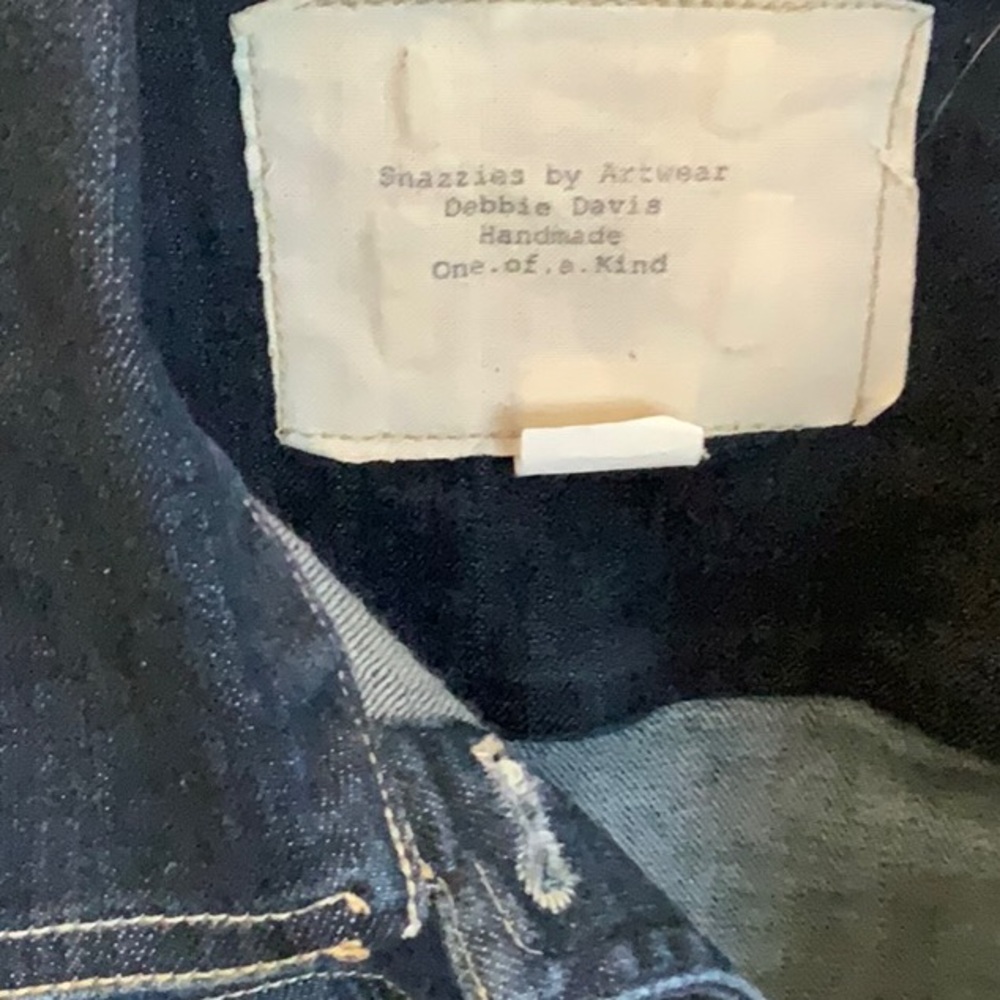 Snazzies by Artwear
Debbie Davis
Handmade
One.of.a.Kind